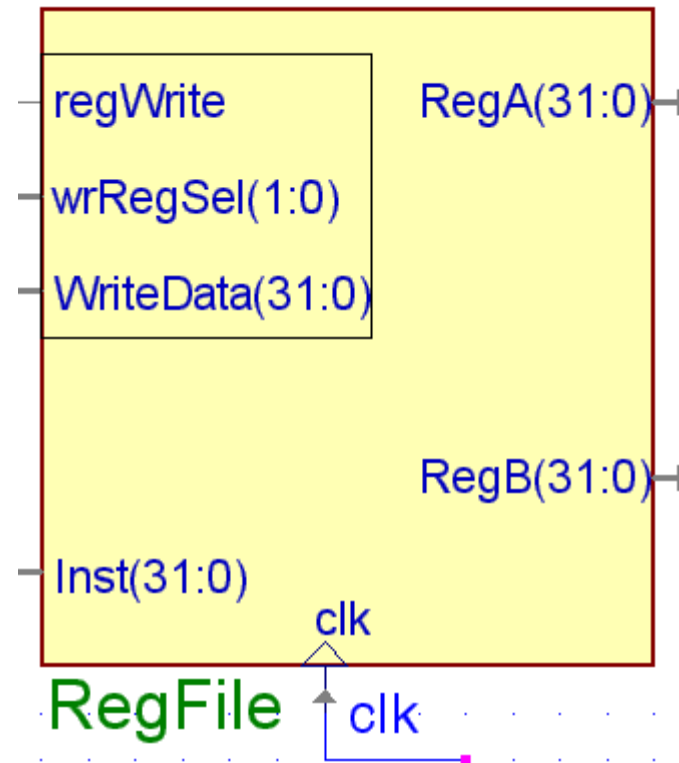 regWrite
RegA(31:0)
wrRegSel(1:0)
WriteData(31:0)
RegB(31:0)
Inst(31:0)
clk
RegFile
clk